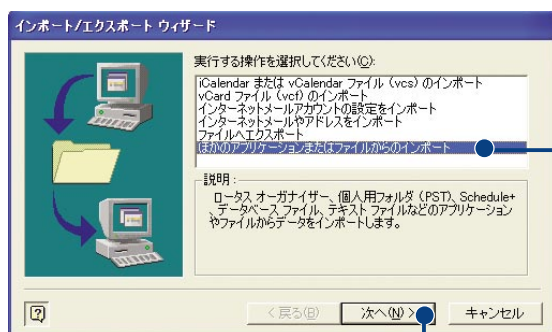 インポート/エクスポート ウィザード
実行する操作を選択してください(C):
iCalendar または vCalendar ファイル (vcs) のインポート
vCard ファイル (vcf) のインポート
インターネットメールアカウントの設定をインポート
インターネットメールやアドレスをインポート
ファイルへエクスポート
ほかのアプリケーションまたはファイルからのインポート
説明:
ロータス オーガナイザー、個人用フォルダ (PST)、Schedule+
、データベース ファイル、テキスト ファイルなどのアプリケーション
やファイルからデータをインポートします。
?
< 戻る(B) 次へ(N) > キャンセル